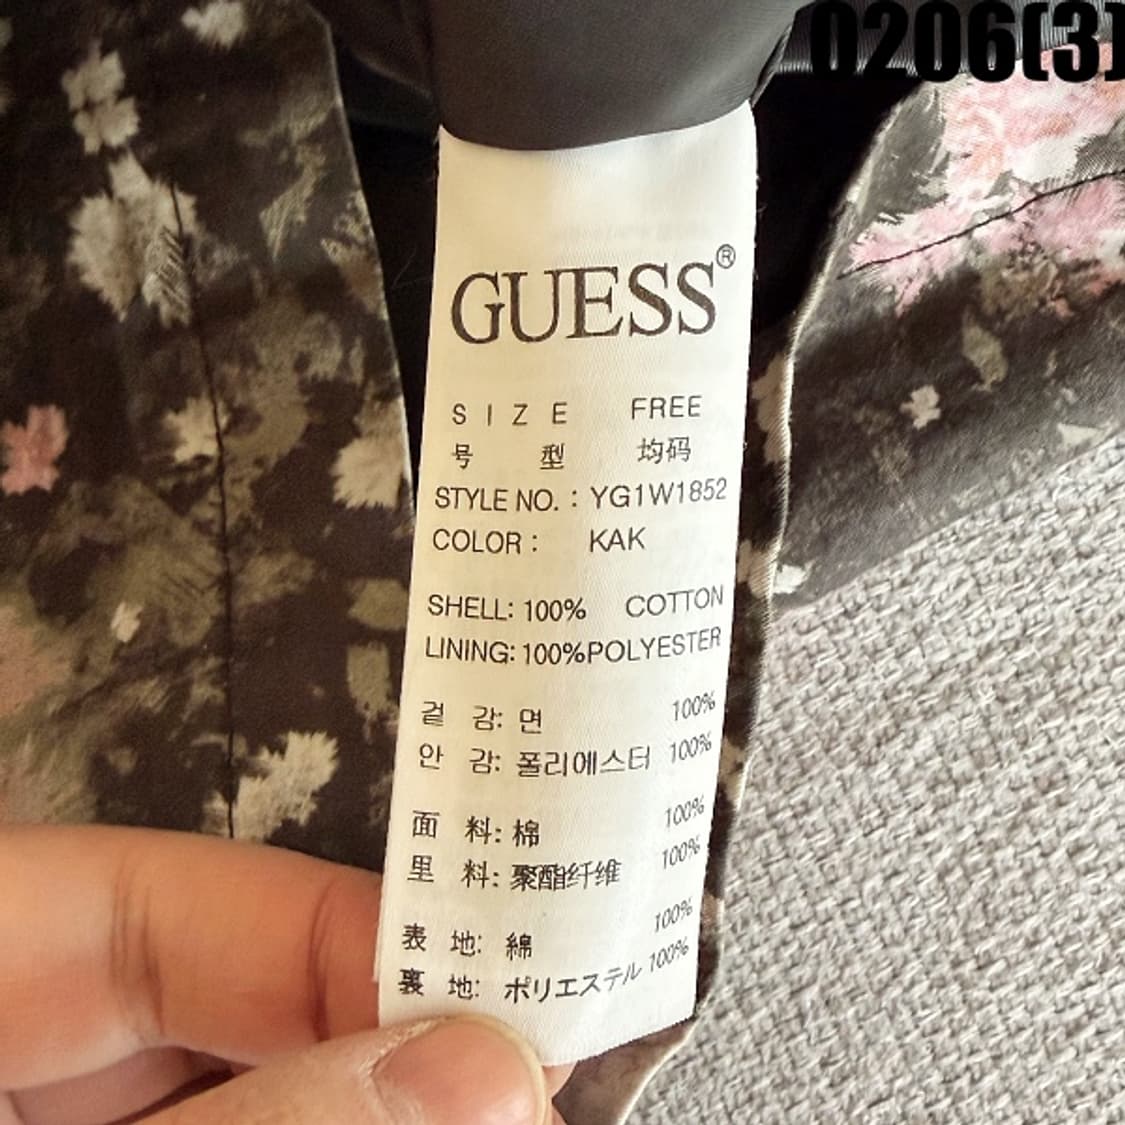 0206(3)
GUESS®
SIZE FREE
号 型 均码
STYLE NO. : YG1W1852
COLOR : KAK
SHELL: 100% COTTON
LINING: 100%POLYESTER
겉 감: 면 100%
안 감: 폴리에스터 100%
面 料: 棉 100%
里 料: 聚酯纤维 100%
表 地: 綿 100%
裏 地: ポリエステル 100%